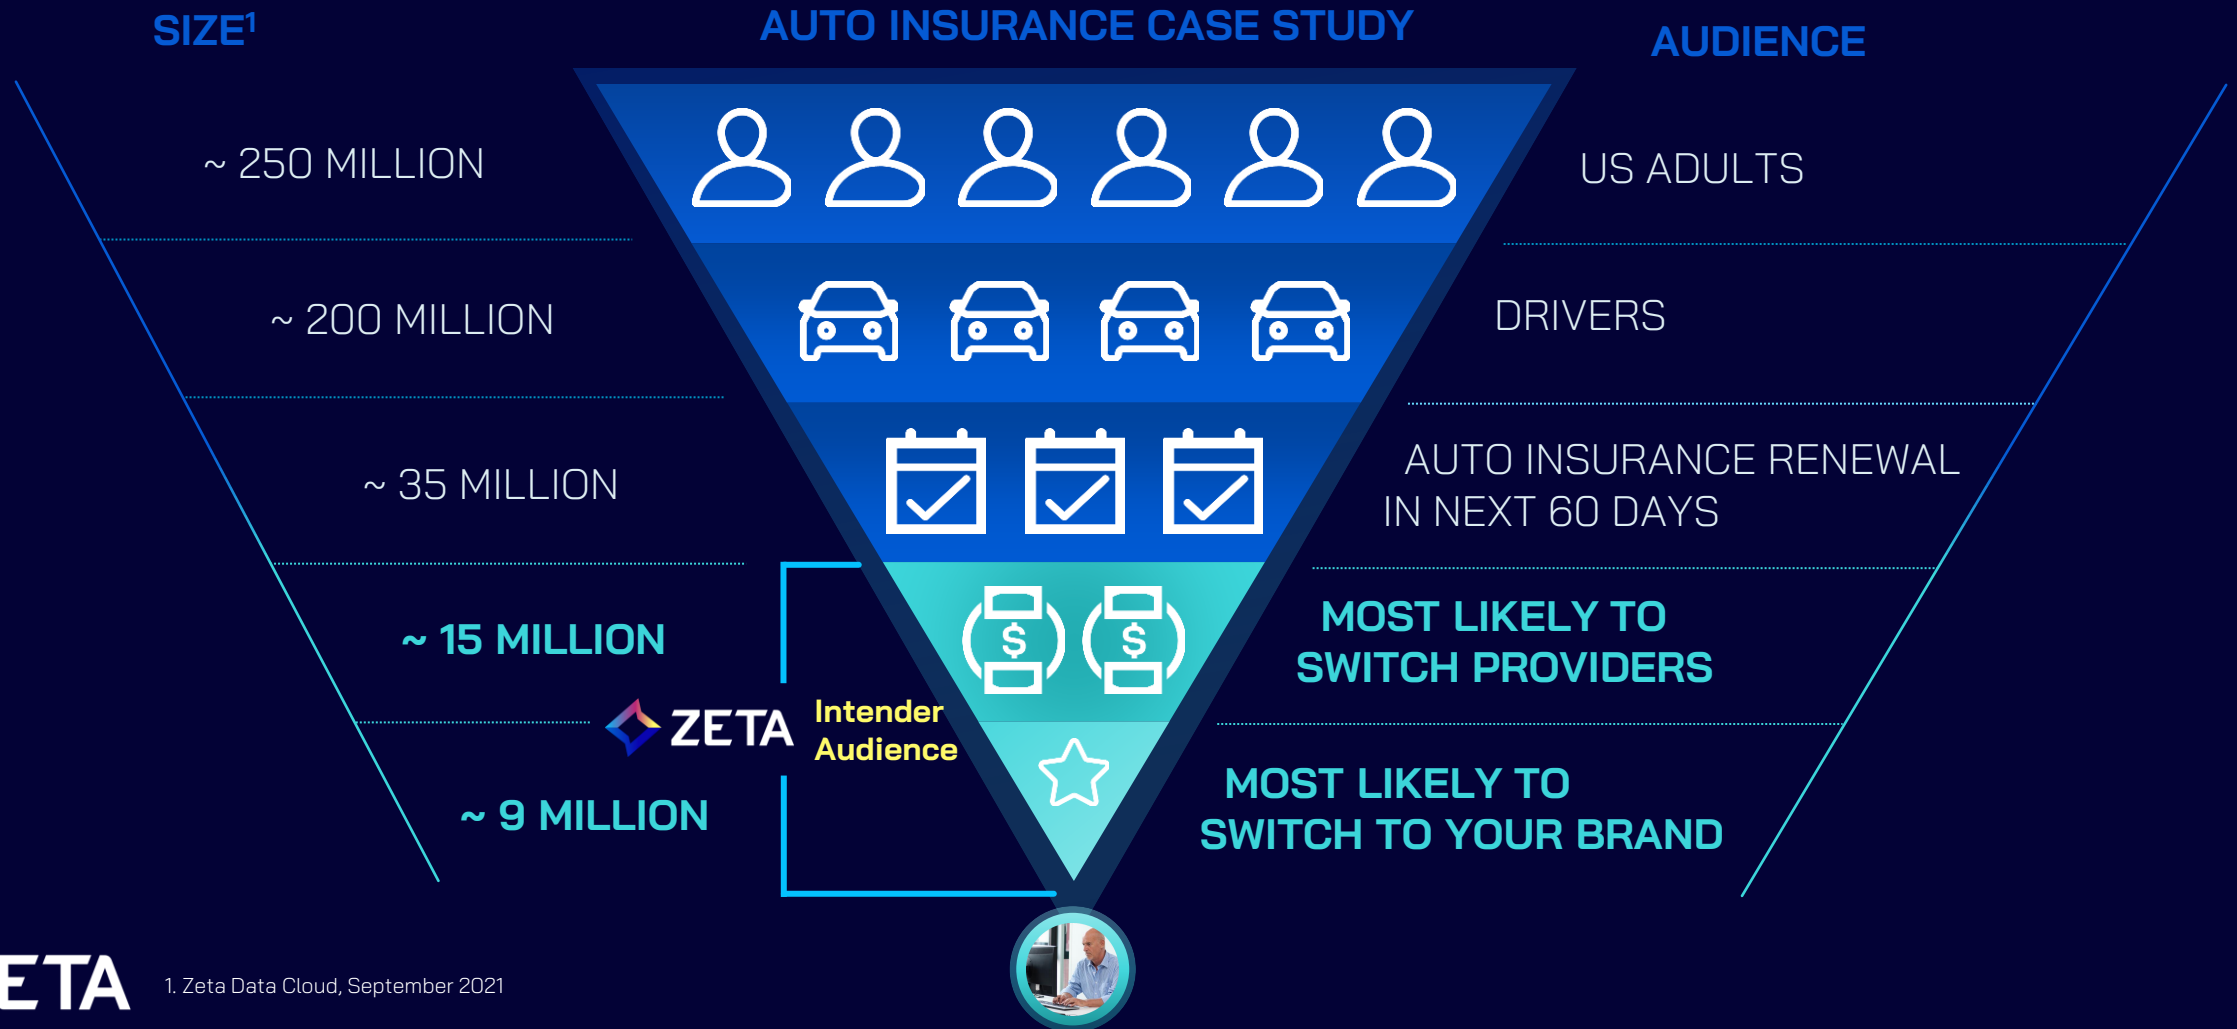 SIZE¹
AUTO INSURANCE CASE STUDY
AUDIENCE
~ 250 MILLION
US ADULTS
~ 200 MILLION
DRIVERS
~ 35 MILLION
AUTO INSURANCE RENEWAL
IN NEXT 60 DAYS
~ 15 MILLION
$ $
MOST LIKELY TO
SWITCH PROVIDERS
ZETA
Intender
Audience
~ 9 MILLION
MOST LIKELY TO
SWITCH TO YOUR BRAND
ETA
1. Zeta Data Cloud, September 2021